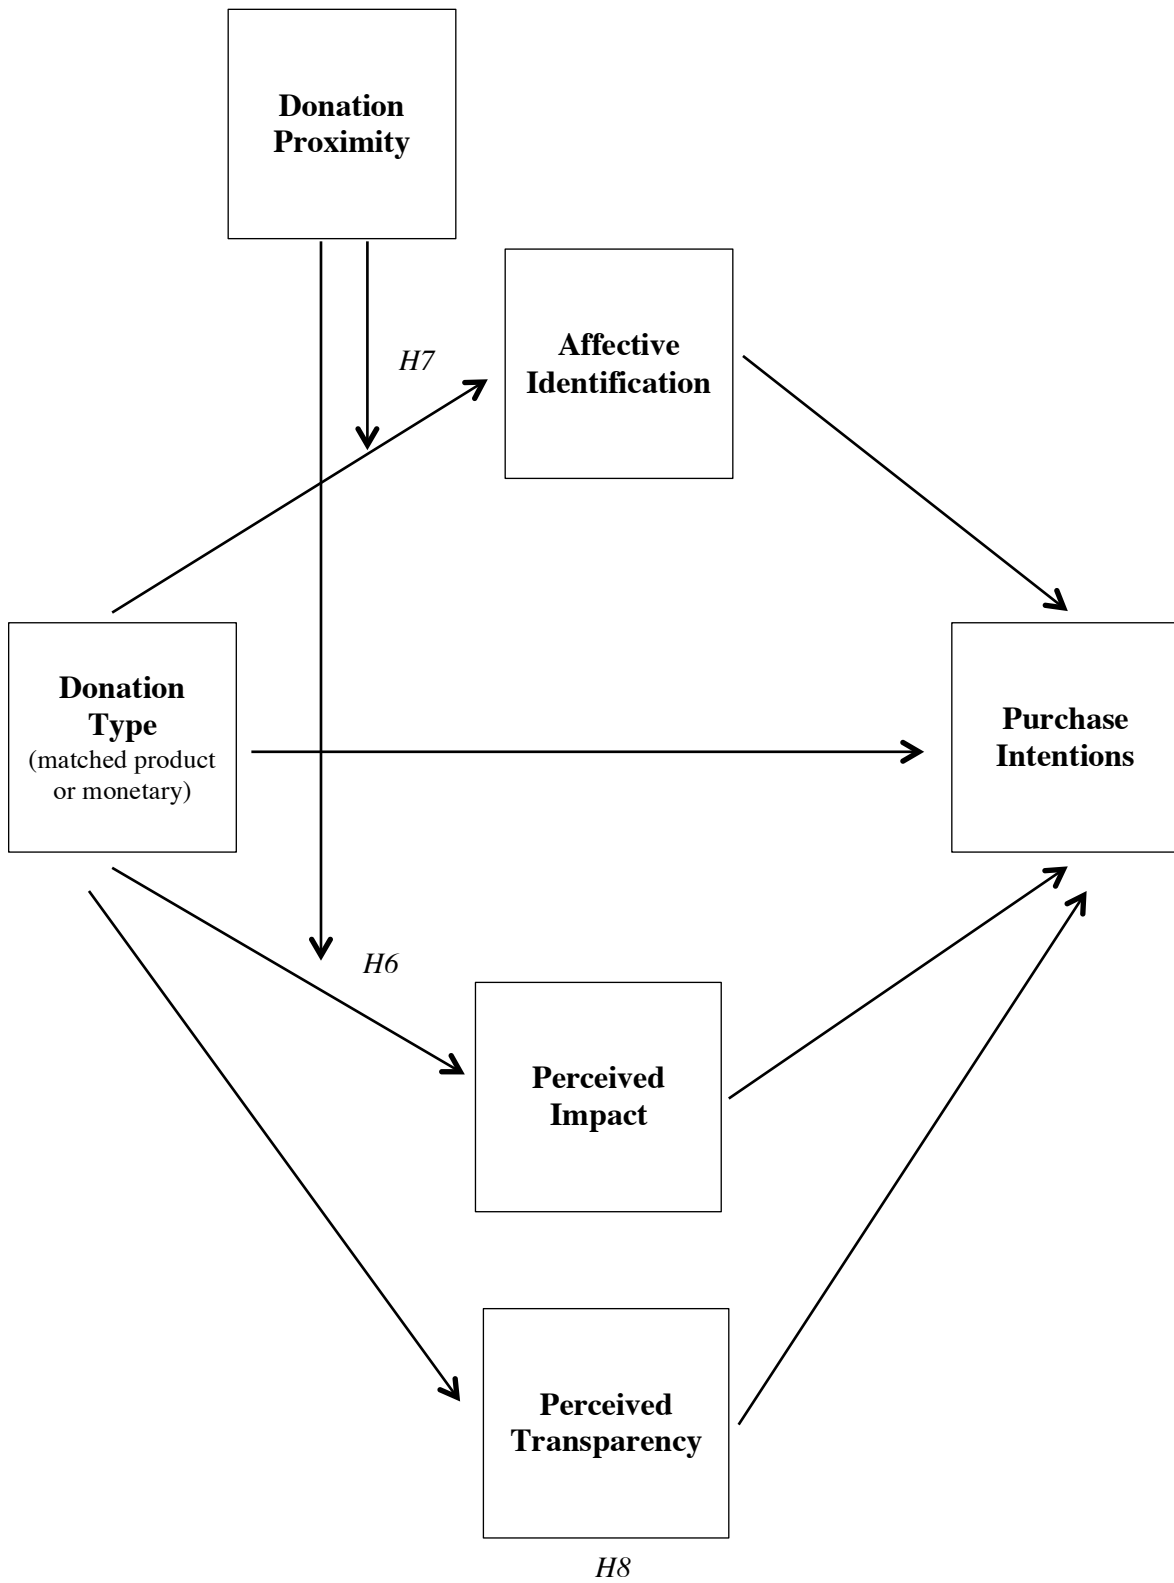 Donation
Proximity
H7
Affective
Identification
Donation
Type
(matched product
or monetary)
Purchase
Intentions
H6
Perceived
Impact
Perceived
Transparency
H8